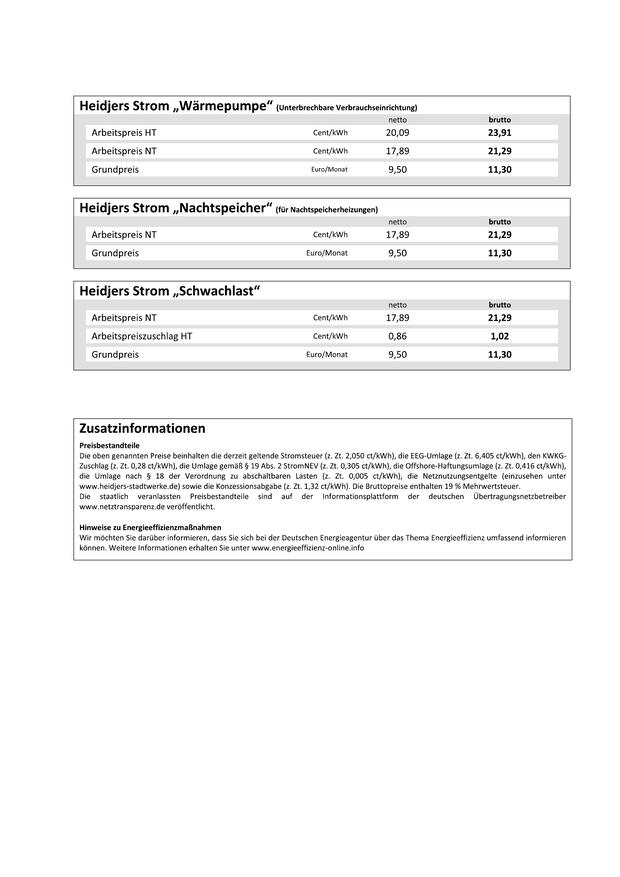 Heidjers Strom „Wärmepumpe“ (Unterbrechbare Verbrauchseinrichtung)
netto brutto
Arbeitspreis HT Cent/kWh 20,09 23,91
Arbeitspreis NT Cent/kWh 17,89 21,29
Grundpreis Euro/Monat 9,50 11,30
Heidjers Strom „Nachtspeicher“ (für Nachtspeicherheizungen)
netto brutto
Arbeitspreis NT Cent/kWh 17,89 21,29
Grundpreis Euro/Monat 9,50 11,30
Heidjers Strom „Schwachlast“
netto brutto
Arbeitspreis NT Cent/kWh 17,89 21,29
Arbeitspreiszuschlag HT Cent/kWh 0,86 1,02
Grundpreis Euro/Monat 9,50 11,30
Zusatzinformationen
Preisbestandteile
Die oben genannten Preise beinhalten die derzeit geltende Stromsteuer (z. Zt. 2,050 ct/kWh), die EEG-Umlage (z. Zt. 6,405 ct/kWh), den KWKG-
Zuschlag (z. Zt. 0,28 ct/kWh), die Umlage gemäß § 19 Abs. 2 StromNEV (z. Zt. 0,305 ct/kWh), die Offshore-Haftungsumlage (z. Zt. 0,416 ct/kWh),
die Umlage nach § 18 der Verordnung zu abschaltbaren Lasten (z. Zt. 0,005 ct/kWh), die Netznutzungsentgelte (einzusehen unter
www.heidjers-stadtwerke.de) sowie die Konzessionsabgabe (z. Zt. 1,32 ct/kWh). Die Bruttopreise enthalten 19 % Mehrwertsteuer.
Die staatlich veranlassten Preisbestandteile sind auf der Informationsplattform der deutschen Übertragungsnetzbetreiber
www.netztransparenz.de veröffentlicht.
Hinweise zu Energieeffizienzmaßnahmen
Wir möchten Sie darüber informieren, dass Sie sich bei der Deutschen Energieagentur über das Thema Energieeffizienz umfassend informieren
können. Weitere Informationen erhalten Sie unter www.energieeffizienz-online.info